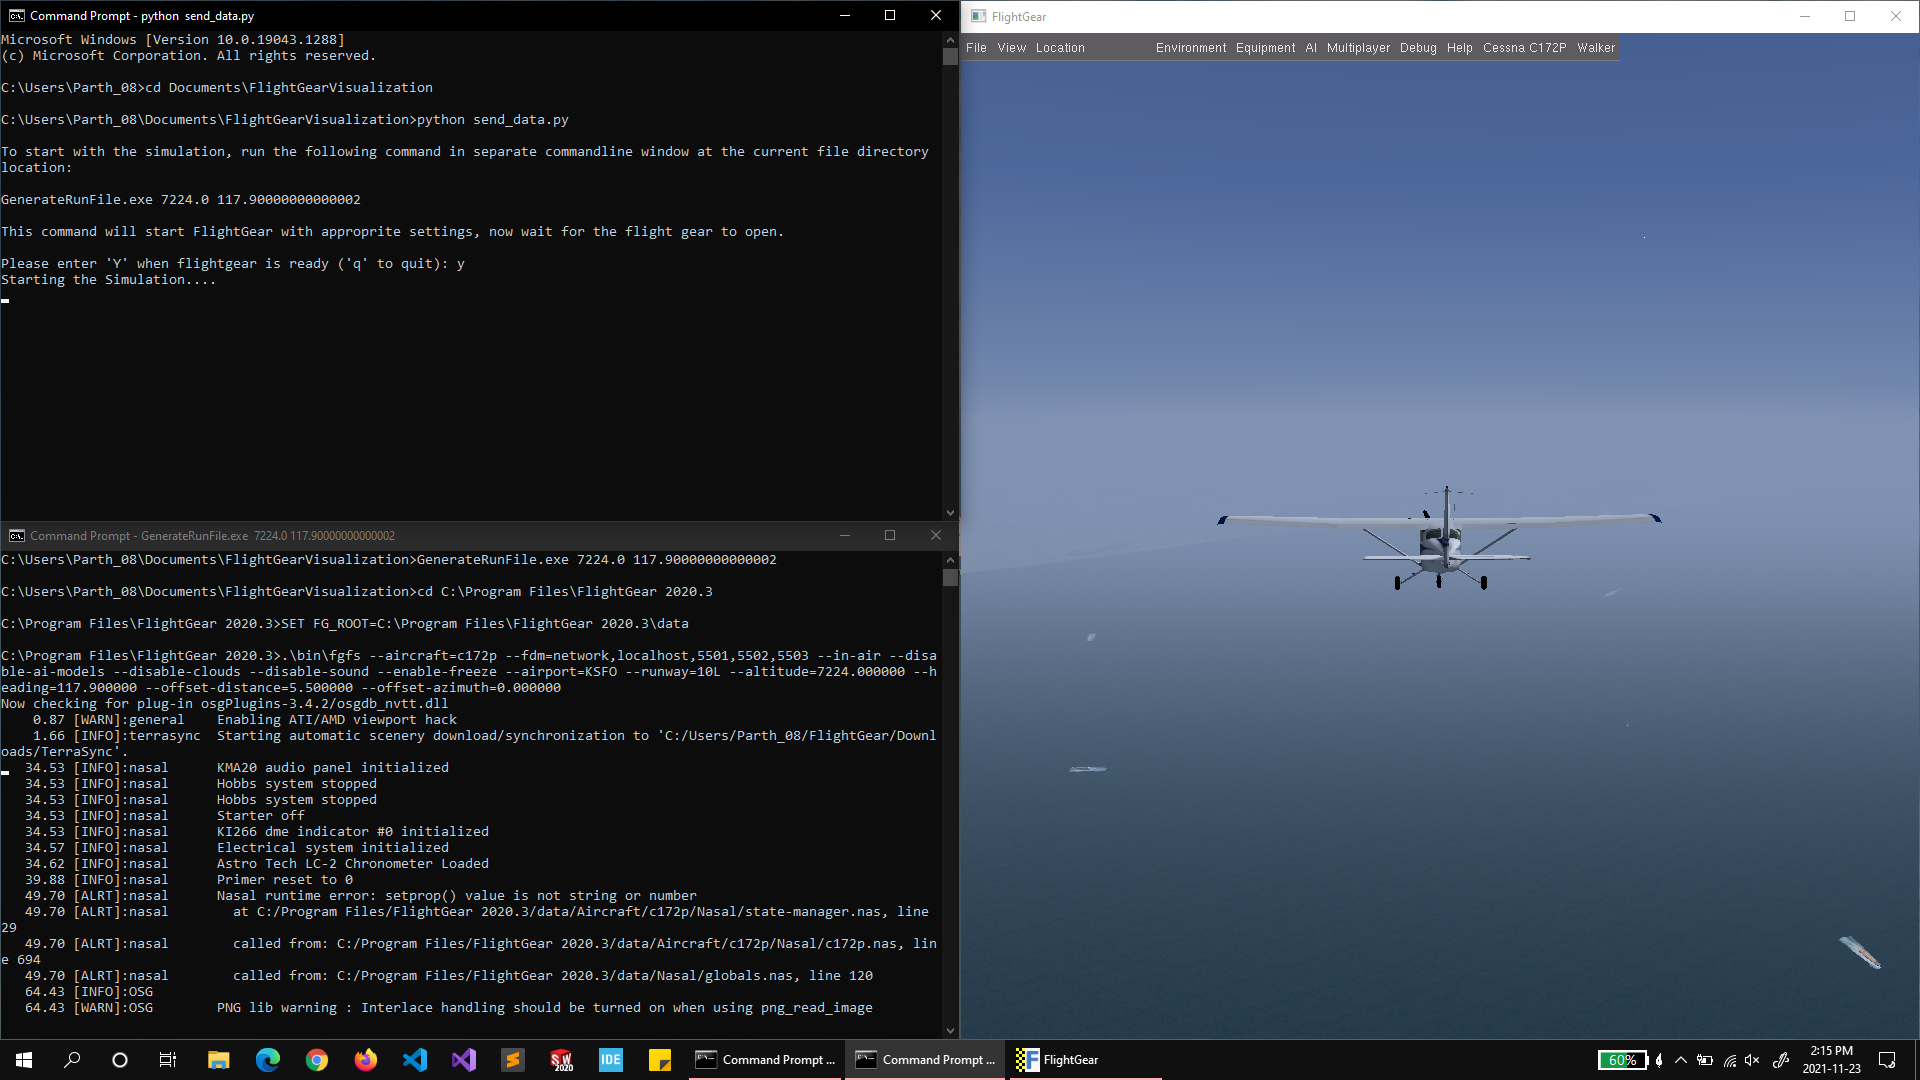 Command Prompt - python  send_data.py
Microsoft Windows [Version 10.0.19043.1288]
(c) Microsoft Corporation. All rights reserved.
C:\Users\Parth_08>cd Documents\FlightGearVisualization
C:\Users\Parth_08\Documents\FlightGearVisualization>python send_data.py
To start with the simulation, run the following command in separate commandline window at the current file directory
location:
GenerateRunFile.exe 7224.0 117.90000000000002
This command will start FlightGear with approprite settings, now wait for the flight gear to open.
Please enter 'Y' when flightgear is ready ('q' to quit): y
Starting the Simulation....
Command Prompt - GenerateRunFile.exe  7224.0 117.90000000000002
C:\Users\Parth_08\Documents\FlightGearVisualization>GenerateRunFile.exe 7224.0 117.90000000000002
C:\Users\Parth_08\Documents\FlightGearVisualization>cd C:\Program Files\FlightGear 2020.3
C:\Program Files\FlightGear 2020.3>SET FG_ROOT=C:\Program Files\FlightGear 2020.3\data
C:\Program Files\FlightGear 2020.3>.\bin\fgfs --aircraft=c172p --fdm=network,localhost,5501,5502,5503 --in-air --disa
ble-ai-models --disable-clouds --disable-sound --enable-freeze --airport=KSFO --runway=10L --altitude=7224.000000 --h
eading=117.900000 --offset-distance=5.500000 --offset-azimuth=0.000000
Now checking for plug-in osgPlugins-3.4.2/osgdb_nvtt.dll
0.87 [WARN]:general    Enabling ATI/AMD viewport hack
1.66 [INFO]:terrasync  Starting automatic scenery download/synchronization to 'C:/Users/Parth_08/FlightGear/Downl
oads/TerraSync'.
34.53 [INFO]:nasal      KMA20 audio panel initialized
34.53 [INFO]:nasal      Hobbs system stopped
34.53 [INFO]:nasal      Hobbs system stopped
34.53 [INFO]:nasal      Starter off
34.53 [INFO]:nasal      KI266 dme indicator #0 initialized
34.57 [INFO]:nasal      Electrical system initialized
34.62 [INFO]:nasal      Astro Tech LC-2 Chronometer Loaded
39.88 [INFO]:nasal      Primer reset to 0
49.70 [ALRT]:nasal      Nasal runtime error: setprop() value is not string or number
49.70 [ALRT]:nasal        at C:/Program Files/FlightGear 2020.3/data/Aircraft/c172p/Nasal/state-manager.nas, line
29
49.70 [ALRT]:nasal        called from: C:/Program Files/FlightGear 2020.3/data/Aircraft/c172p/Nasal/c172p.nas, lin
e 694
49.70 [ALRT]:nasal        called from: C:/Program Files/FlightGear 2020.3/data/Nasal/globals.nas, line 120
64.43 [INFO]:OSG
64.43 [WARN]:OSG        PNG lib warning : Interlace handling should be turned on when using png_read_image
FlightGear
File View Location Environment Equipment AI Multiplayer Debug Help Cessna C172P Walker
SW 2020 IDE Command Prompt ... Command Prompt ... FlightGear 60% 2:15 PM
2021-11-23